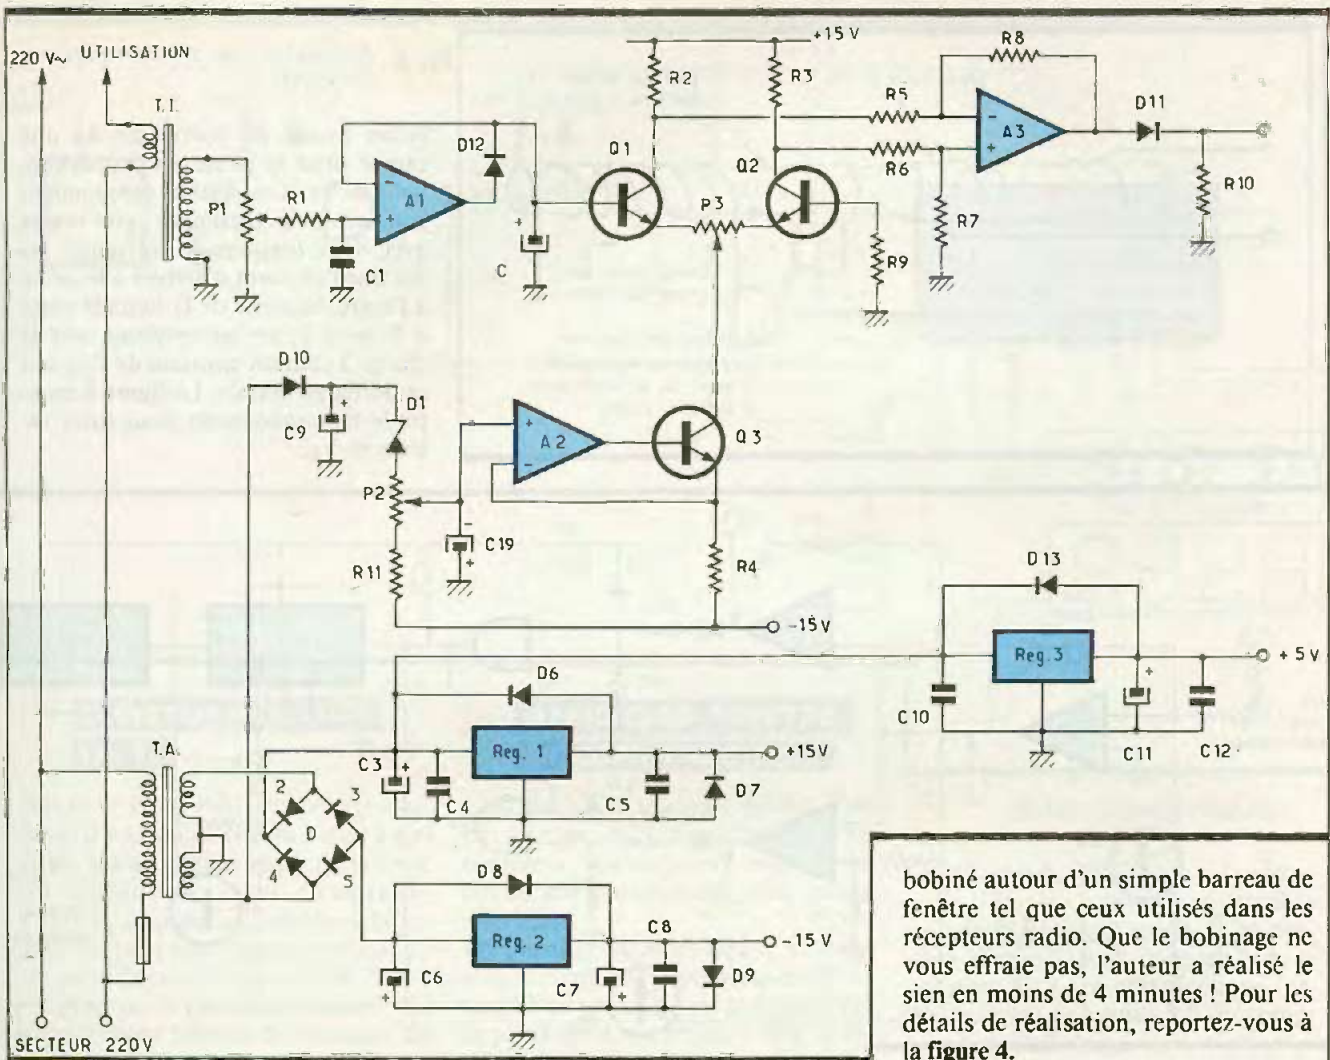 220 V~ UTILISATION
+15 V
R8
R2
R3
T.I.
R5
D11
D12
Q1
Q2
A3
R6
P1
R1
A1
P3
R10
R7
C1
C
R9
D10
D1
C9
A2
Q3
P2
C19
R11
R4
D13
-15 V
Reg. 3
+ 5 V
D6
C10
T.A.
Reg. 1
+15V
C11
C12
C3
C4
C5
D7
2
3
D
4
5
D8
Reg. 2
C8
-15 V
C6
C7
D9
SECTEUR 220V
bobiné autour d'un simple barreau de
fenêtre tel que ceux utilisés dans les
récepteurs radio. Que le bobinage ne
vous effraie pas, l'auteur a réalisé le
sien en moins de 4 minutes ! Pour les
détails de réalisation, reportez-vous à
la figure 4.